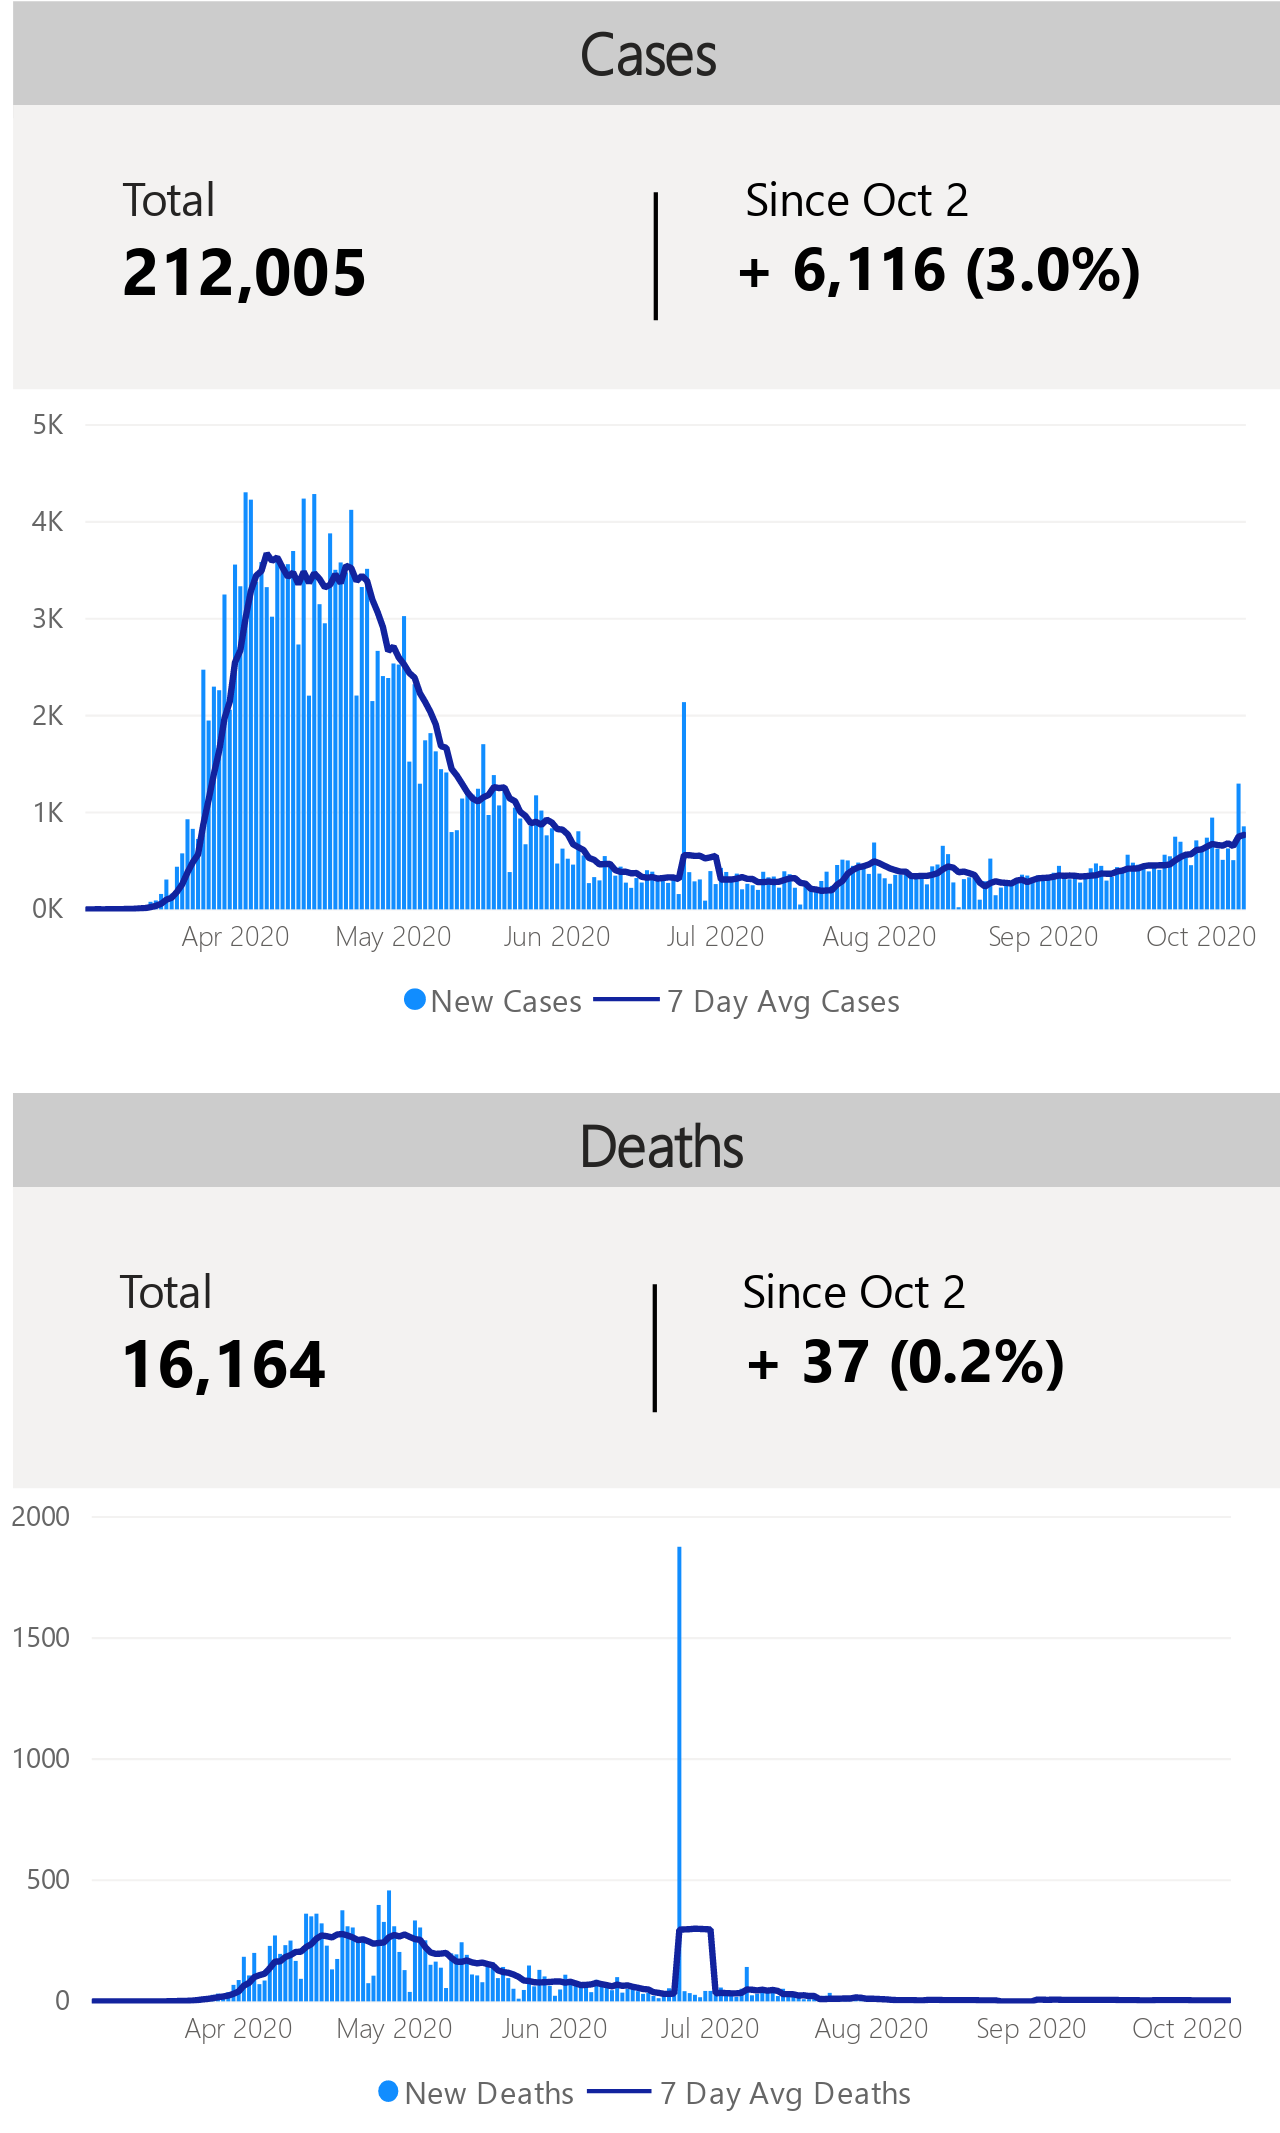 Cases
Total
212,005
Since Oct 2
+ 6,116 (3.0%)
5K
4K
3K
2K
1K
0K
Apr 2020 May 2020 Jun 2020 Jul 2020 Aug 2020 Sep 2020 Oct 2020
New Cases 7 Day Avg Cases
Deaths
Total
16,164
Since Oct 2
+ 37 (0.2%)
2000
1500
1000
500
0
Apr 2020 May 2020 Jun 2020 Jul 2020 Aug 2020 Sep 2020 Oct 2020
New Deaths 7 Day Avg Deaths